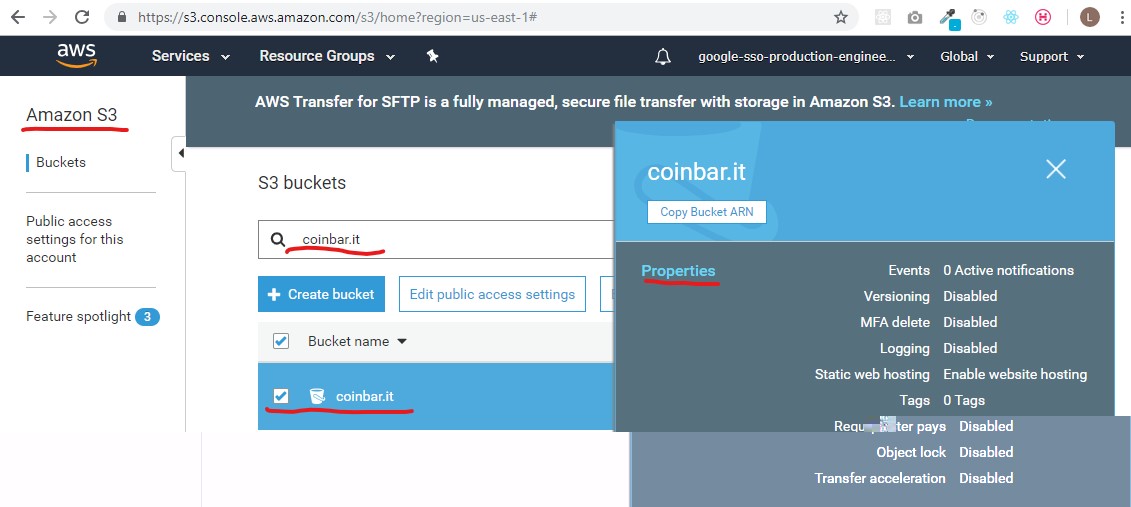 https://s3.console.aws.amazon.com/s3/home?region=us-east-1#
L
aws
Services
Resource Groups
google-sso-production-enginee...
Global
Support
Amazon S3
Buckets
Public access
settings for this
account
Feature spotlight 3
AWS Transfer for SFTP is a fully managed, secure file transfer with storage in Amazon S3. Learn more »
S3 buckets
coinbar.it
+ Create bucket
Edit public access settings
Bucket name
coinbar.it
coinbar.it
Copy Bucket ARN
Properties
Events 0 Active notifications
Versioning Disabled
MFA delete Disabled
Logging Disabled
Static web hosting Enable website hosting
Tags 0 Tags
pays Disabled
Object lock Disabled
Transfer acceleration Disabled